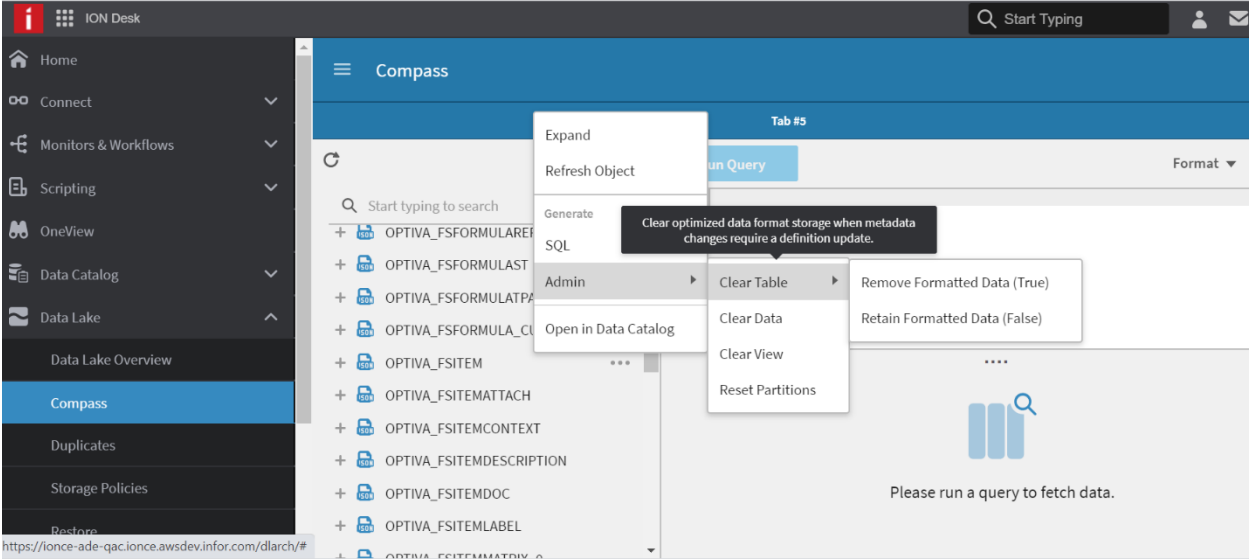 ION Desk
Start Typing
Home
Connect
Monitors & Workflows
Scripting
OneView
Data Catalog
Data Lake
Data Lake Overview
Compass
Duplicates
Storage Policies
Restore
https://ionce-ade-qac.ionce.awsdev.infor.com/dlarch/#
Compass
Tab #5
un Query
Format
Start typing to search
OPTIVA_FSFORMULAREF
OPTIVA_FSFORMULAST
OPTIVA_FSFORMULATPA
OPTIVA_FSFORMULA_CU
OPTIVA_FSITEM
OPTIVA_FSITEMATTACH
OPTIVA_FSITEMCONTEXT
OPTIVA_FSITEMDESCRIPTION
OPTIVA_FSITEMDOC
OPTIVA_FSITEMLABEL
OPTIVA_FSITEMMATRIX_0
Expand
Refresh Object
Generate
SQL
Admin
Open in Data Catalog
Clear optimized data format storage when metadata
changes require a definition update.
Clear Table
Clear Data
Clear View
Reset Partitions
Remove Formatted Data (True)
Retain Formatted Data (False)
Please run a query to fetch data.